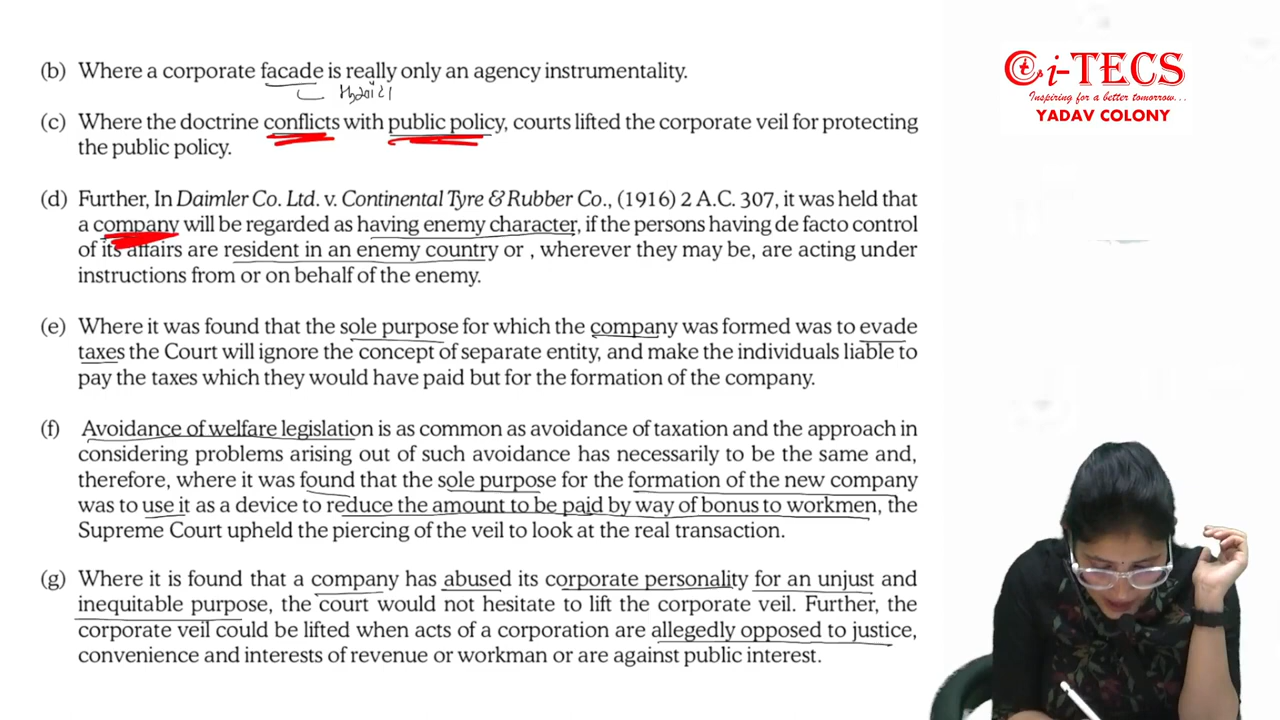 (b) Where a corporate facade is really only an agency instrumentality.
(c) Where the doctrine conflicts with public policy, courts lifted the corporate veil for protecting
the public policy.
(d) Further, In Daimler Co. Ltd. v. Continental Tyre & Rubber Co., (1916) 2 A.C. 307, it was held that
a company will be regarded as having enemy character, if the persons having de facto control
of its affairs are resident in an enemy country or , wherever they may be, are acting under
instructions from or on behalf of the enemy.
(e) Where it was found that the sole purpose for which the company was formed was to evade
taxes the Court will ignore the concept of separate entity, and make the individuals liable to
pay the taxes which they would have paid but for the formation of the company.
(f) Avoidance of welfare legislation is as common as avoidance of taxation and the approach in
considering problems arising out of such avoidance has necessarily to be the same and,
therefore, where it was found that the sole purpose for the formation of the new company
was to use it as a device to reduce the amount to be paid by way of bonus to workmen, the
Supreme Court upheld the piercing of the veil to look at the real transaction.
(g) Where it is found that a company has abused its corporate personality for an unjust and
inequitable purpose, the court would not hesitate to lift the corporate veil. Further, the
corporate veil could be lifted when acts of a corporation are allegedly opposed to justice,
convenience and interests of revenue or workman or are against public interest.
i-TECS
Inspiring for a better tomorrow...
YADAV COLONY